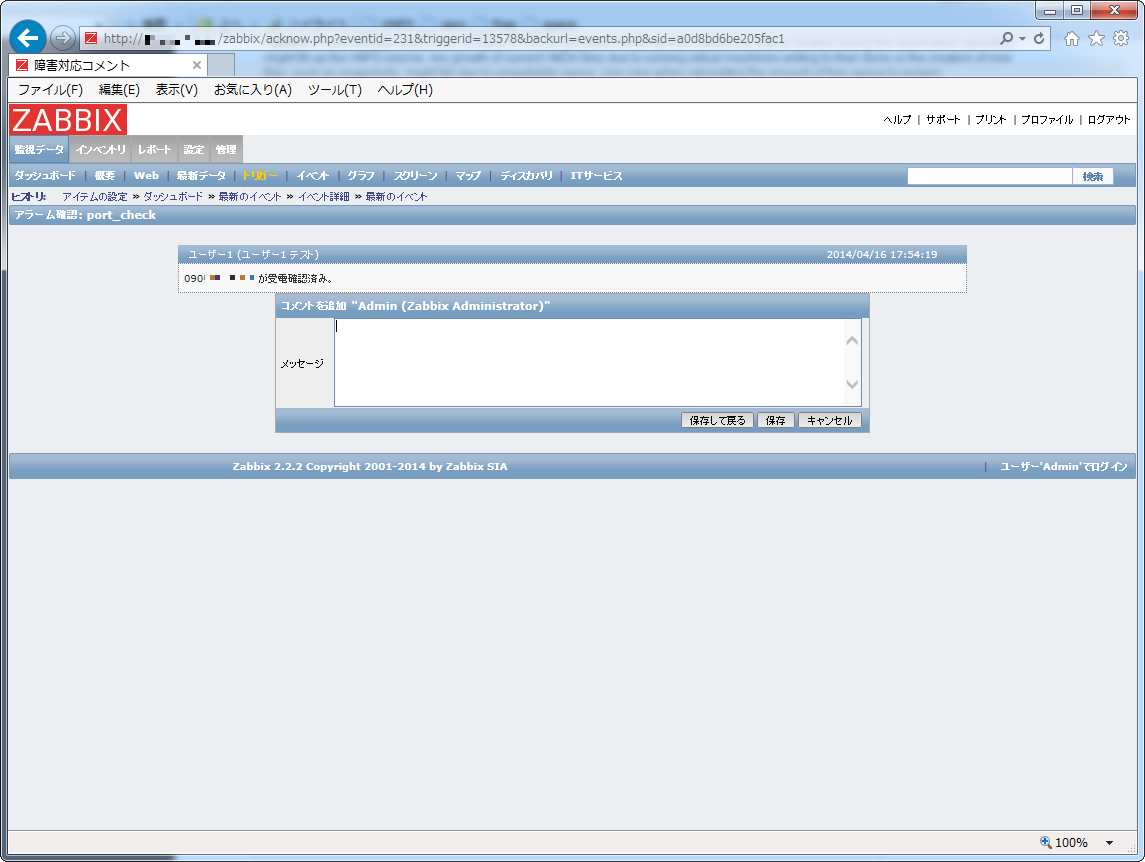 http:// /zabbix/acknow.php?eventid=231&triggerid=13578&backurl=events.php&sid=a0d8bd6be205fac1
障害対応コメント
ファイル(F) 編集(E) 表示(V) お気に入り(A) ツール(T) ヘルプ(H)
ZABBIX
ヘルプ | サポート | プリント | プロファイル | ログアウト
監視データ インベントリ レポート 設定 管理
ダッシュボード | 概要 | Web | 最新データ | トリガー | イベント | グラフ | スクリーン | マップ | ディスカバリ | ITサービス 検索
ヒストリ: アイテムの設定 » ダッシュボード » 最新のイベント » イベント詳細 » 最新のイベント
アラーム確認: port_check
ユーザー1 (ユーザー1 テスト) 2014/04/16 17:54:19
090 が受電確認済み。
コメントを追加 "Admin (Zabbix Administrator)"
メッセージ
保存して戻る 保存 キャンセル
Zabbix 2.2.2 Copyright 2001-2014 by Zabbix SIA | ユーザー'Admin'でログイン
100%